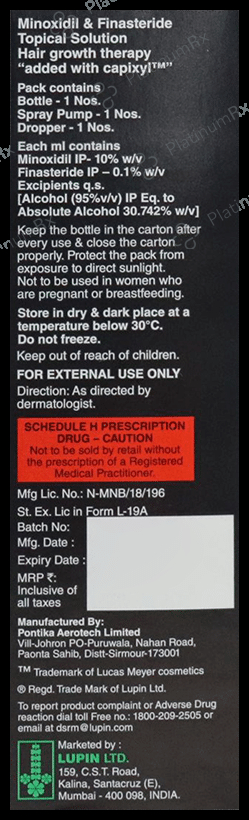 Minoxidil & Finasteride
Topical Solution
Hair growth therapy
“added with capixyl™”
Pack contains
Bottle - 1 Nos.
Spray Pump - 1 Nos.
Dropper - 1 Nos.
Each ml contains
Minoxidil IP- 10% w/v
Finasteride IP – 0.1% w/v
Excipients q.s.
[Alcohol (95%v/v) IP Eq. to
Absolute Alcohol 30.742% w/v]
Keep the bottle in the carton after
every use & close the carton
properly. Protect the pack from
exposure to direct sunlight.
Not to be used in women who
are pregnant or breastfeeding.
Store in dry & dark place at a
temperature below 30°C.
Do not freeze.
Keep out of reach of children.
FOR EXTERNAL USE ONLY
Direction: As directed by
dermatologist.
SCHEDULE H PRESCRIPTION
DRUG – CAUTION
Not to be sold by retail without
the prescription of a Registered
Medical Practitioner.
Mfg Lic. No.: N-MNB/18/196
St. Ex. Lic in Form L-19A
Batch No:
Mfg. Date :
Expiry Date :
MRP ₹:
Inclusive of
all taxes
Manufactured By:
Pontika Aerotech Limited
Vill-Johron PO-Puruwala, Nahan Road,
Paonta Sahib, Distt-Sirmour-173001
™ Trademark of Lucas Meyer cosmetics
® Regd. Trade Mark of Lupin Ltd.
To report product complaint or Adverse Drug
reaction dial toll Free no.: 1800-209-2505 or
email at dsrm@lupin.com
Marketed by :
LUPIN LTD.
159, C.S.T. Road,
Kalina, Santacruz (E),
Mumbai - 400 098, INDIA.
PlatinumRx